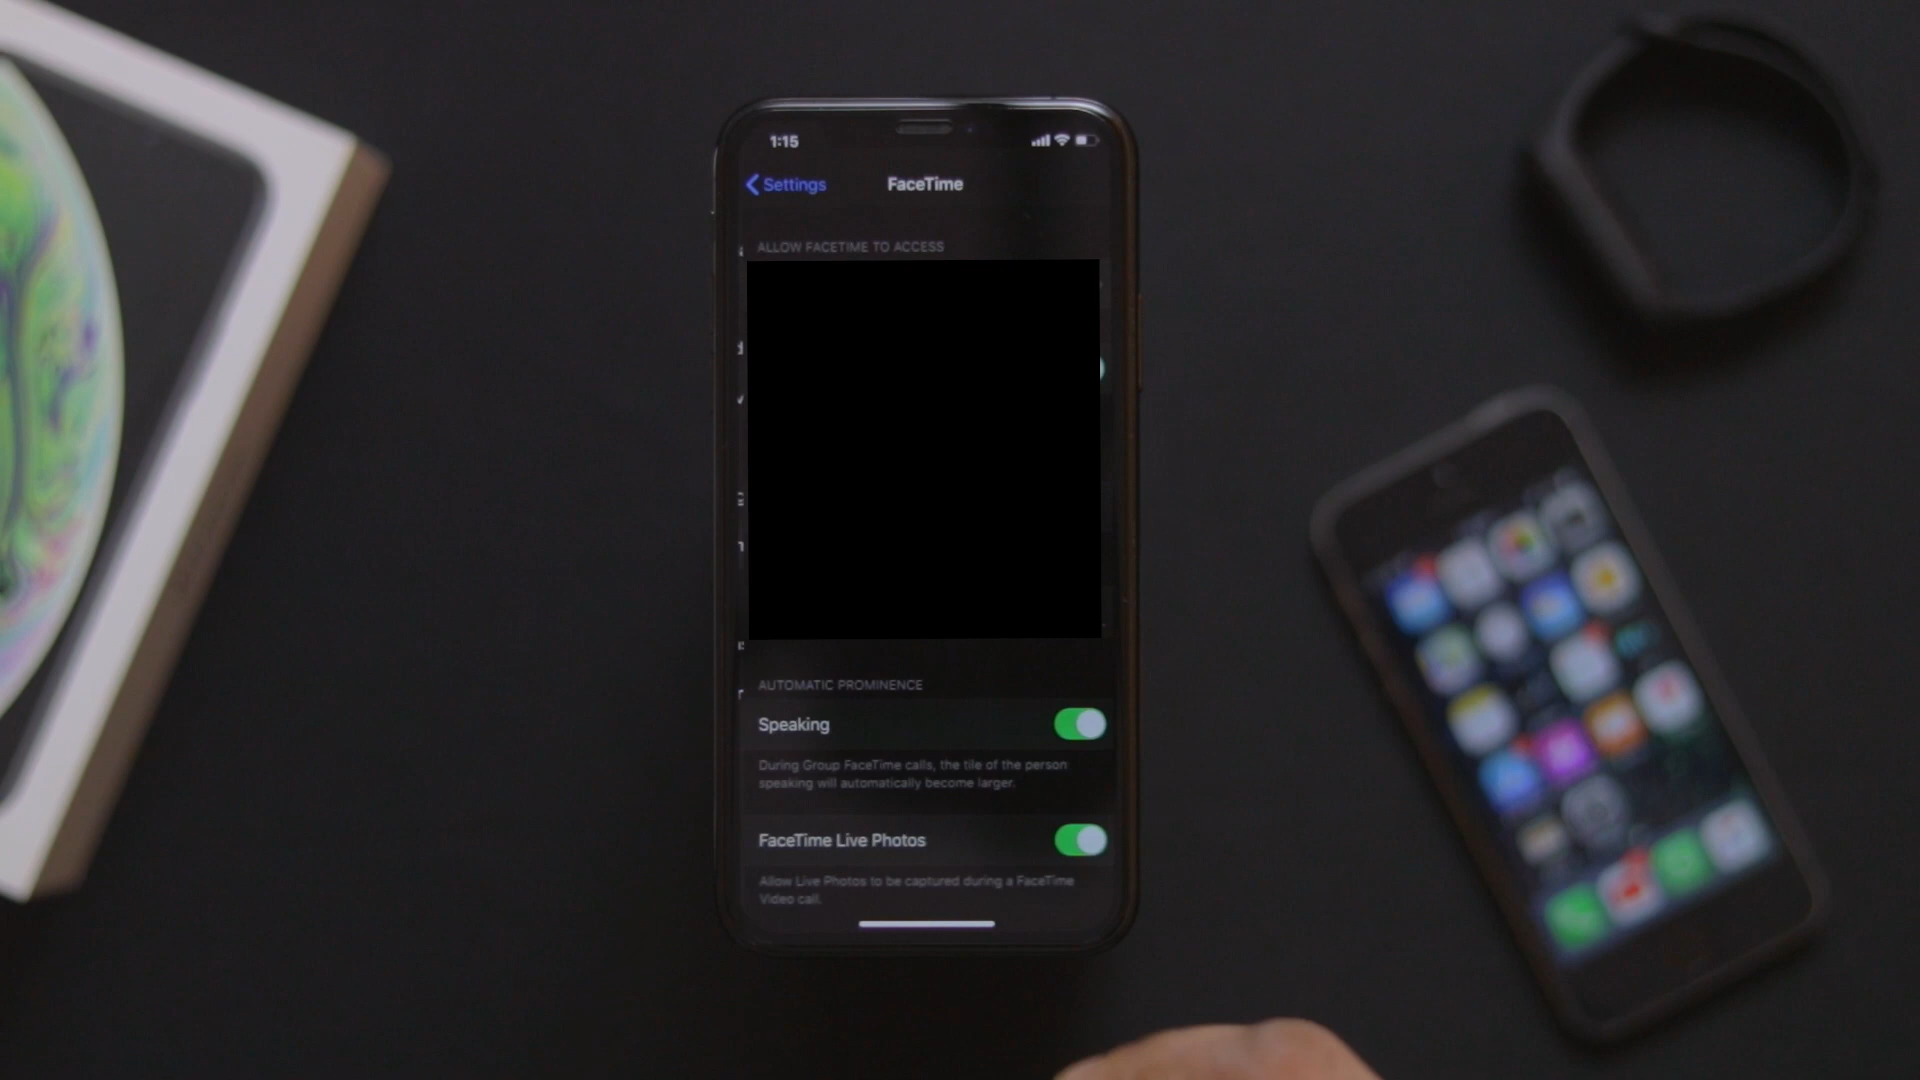 1:15
Settings
FaceTime
ALLOW FACETIME TO ACCESS
AUTOMATIC PROMINENCE
Speaking
During Group FaceTime calls, the tile of the person
speaking will automatically become larger.
FaceTime Live Photos
Allow Live Photos to be captured during a FaceTime
Video call.